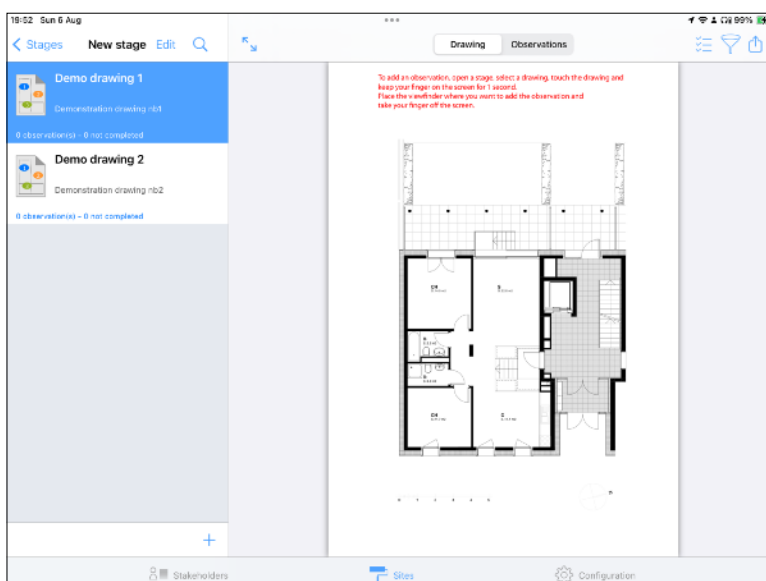 19:52 Sun 6 Aug
99%
Stages New stage Edit
Drawing Observations
Demo drawing 1
Demonstration drawing nb1
0 observation(s) - 0 not completed
Demo drawing 2
Demonstration drawing nb2
0 observation(s) - 0 not completed
To add an observation, open a stage, select a drawing, touch the drawing and
keep your finger on the screen for 1 second.
Place the viewfinder where you want to add the observation and
take your finger off the screen.
Stakeholders Sites Configuration